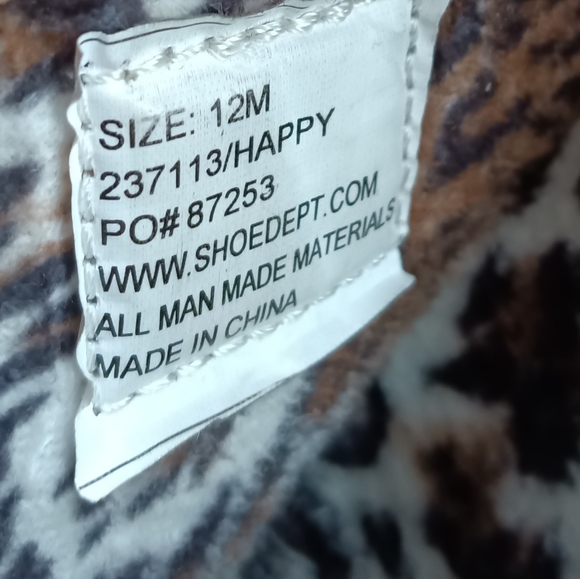 SIZE: 12M
237113/HAPPY
PO# 87253
WWW.SHOEDEPT.COM
ALL MAN MADE MATERIALS
MADE IN CHINA